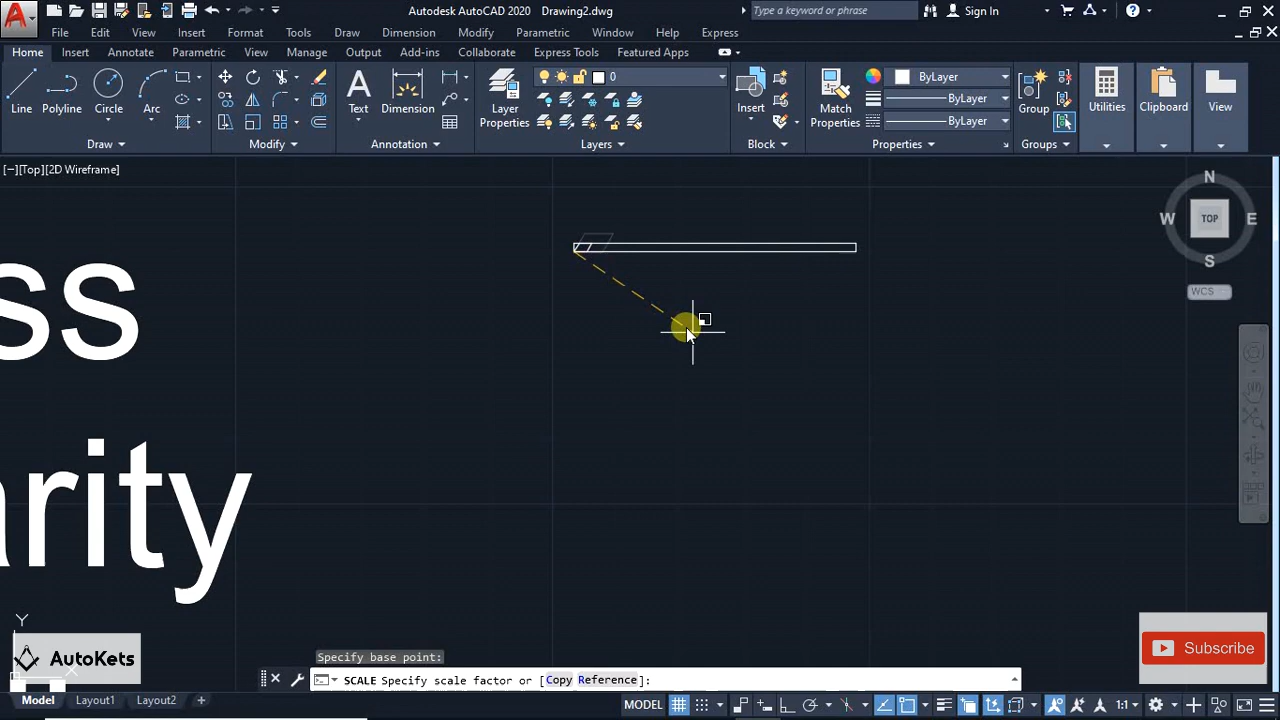 Autodesk AutoCAD 2020 Drawing2.dwg
Type a keyword or phrase
Sign In
File Edit View Insert Format Tools Draw Dimension Modify Parametric Window Help Express
Home Insert Annotate Parametric View Manage Output Add-ins Collaborate Express Tools Featured Apps
Line Polyline Circle Arc
Text Dimension
Layer Properties
0
Insert
Match Properties
ByLayer
ByLayer
ByLayer
Group
Utilities
Clipboard
View
Draw Modify Annotation Layers Block Properties Groups
[−][Top][2D Wireframe]
N
W TOP E
S
WCS
ss
arity
Y
X
AutoKets
Subscribe
Specify base point:
SCALE Specify scale factor or [Copy Reference]:
Model Layout1 Layout2 +
MODEL
1:1